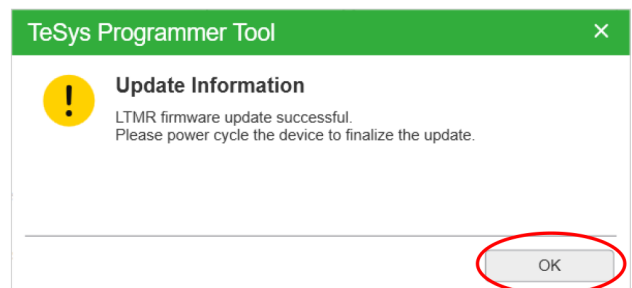 TeSys Programmer Tool
Update Information
LTMR firmware update successful.
Please power cycle the device to finalize the update.
OK